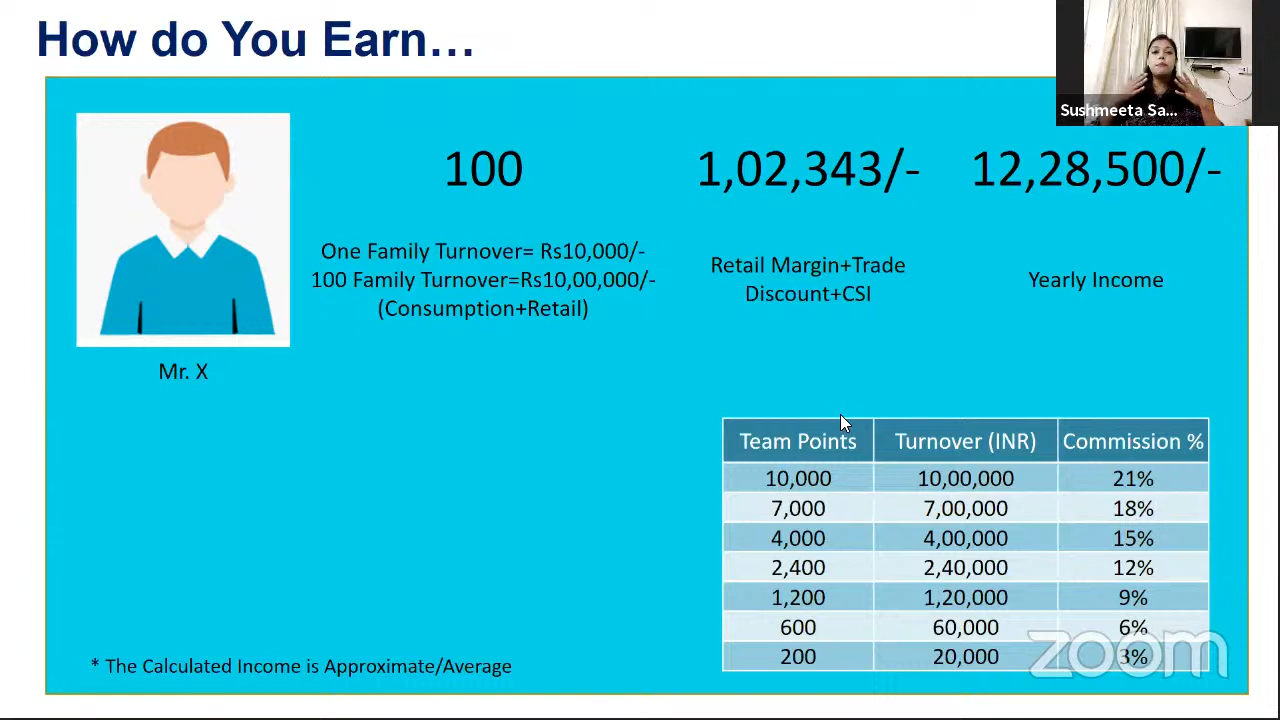 How do You Earn…
Sushmeeta Sa...
100
1,02,343/-
12,28,500/-
One Family Turnover= Rs10,000/-
100 Family Turnover=Rs10,00,000/-
(Consumption+Retail)
Retail Margin+Trade
Discount+CSI
Yearly Income
Mr. X
Team Points Turnover (INR) Commission %
10,000 10,00,000 21%
7,000 7,00,000 18%
4,000 4,00,000 15%
2,400 2,40,000 12%
1,200 1,20,000 9%
600 60,000 6%
200 20,000 3%
* The Calculated Income is Approximate/Average
zoom